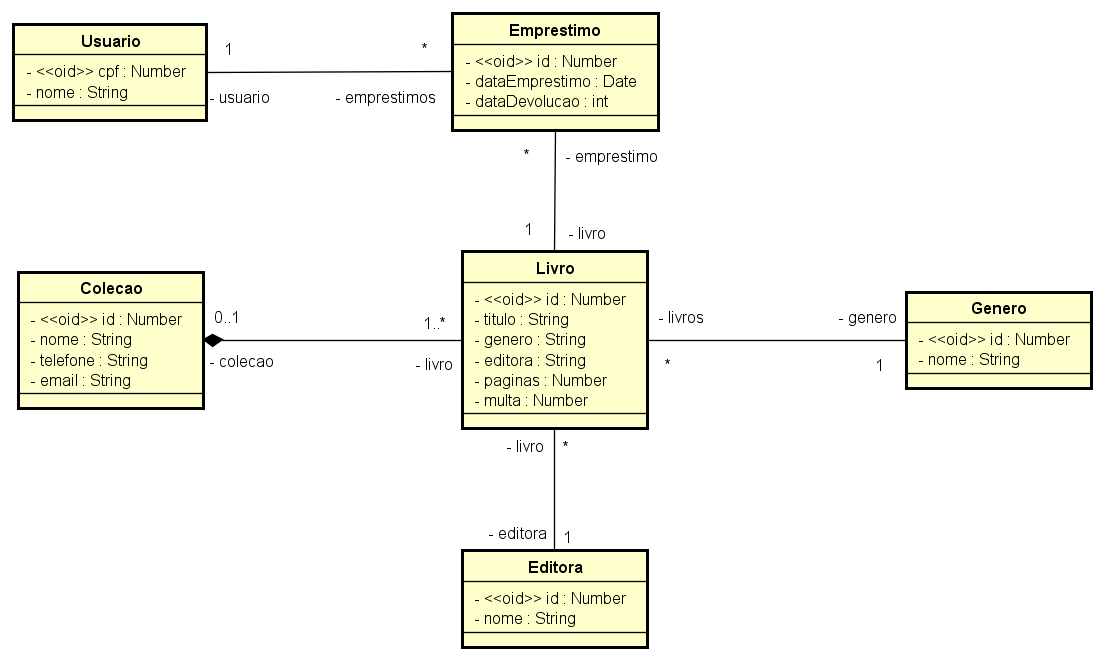 Usuario
- <<oid>> cpf : Number
- nome : String
1
*
- usuario
- emprestimos
Emprestimo
- <<oid>> id : Number
- dataEmprestimo : Date
- dataDevolucao : int
*
- emprestimo
1
- livro
Colecao
- <<oid>> id : Number
- nome : String
- telefone : String
- email : String
0..1
1..*
- colecao
- livro
Livro
- <<oid>> id : Number
- titulo : String
- genero : String
- editora : String
- paginas : Number
- multa : Number
- livros
- genero
*
1
Genero
- <<oid>> id : Number
- nome : String
- livro
*
- editora
1
Editora
- <<oid>> id : Number
- nome : String